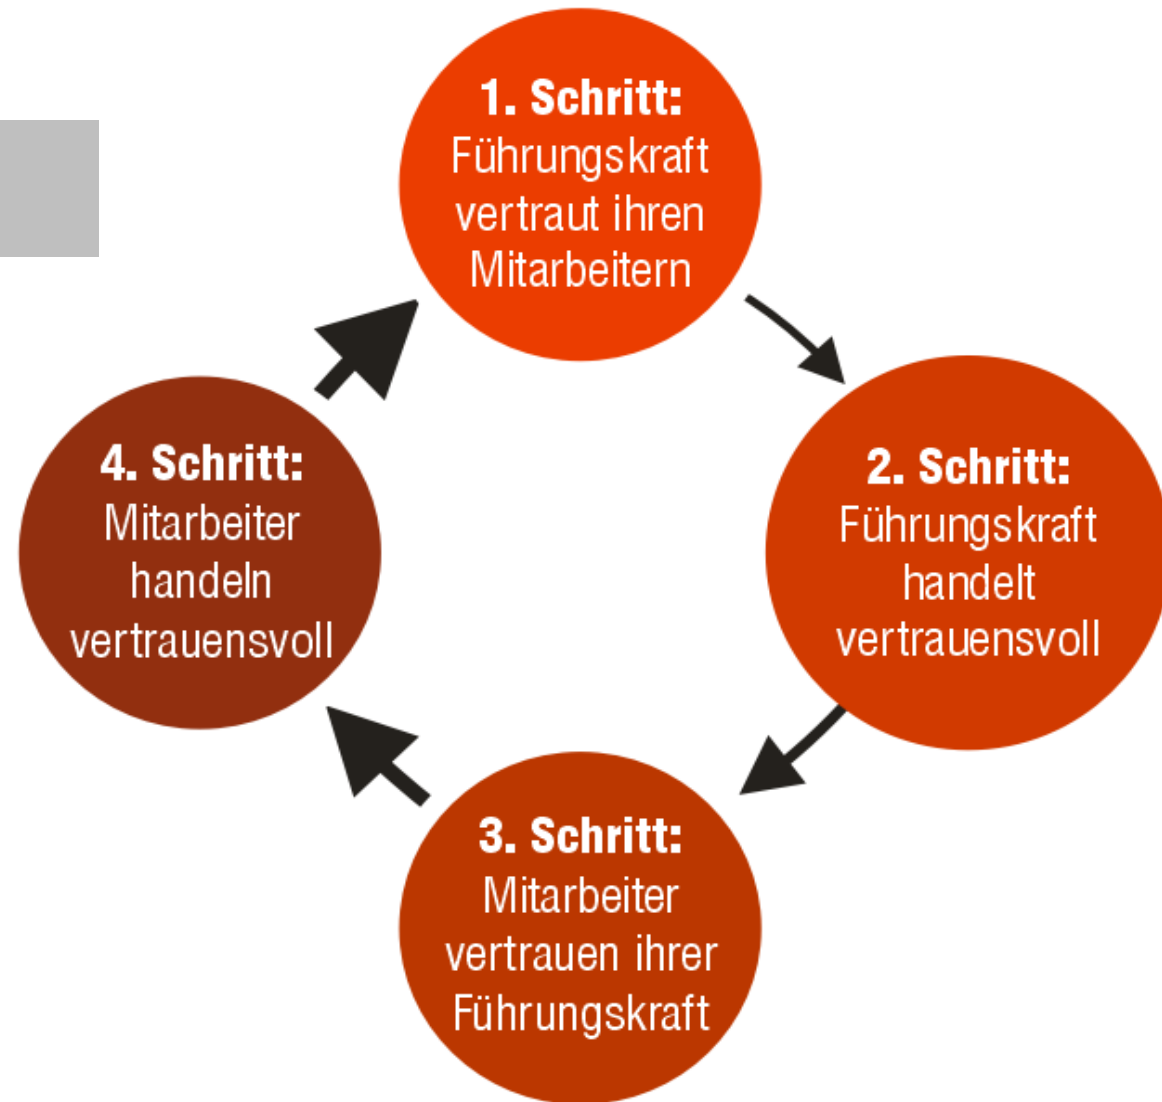 1. Schritt:
Führungskraft
vertraut ihren
Mitarbeitern
2. Schritt:
Führungskraft
handelt
vertrauensvoll
3. Schritt:
Mitarbeiter
vertrauen ihrer
Führungskraft
4. Schritt:
Mitarbeiter
handeln
vertrauensvoll